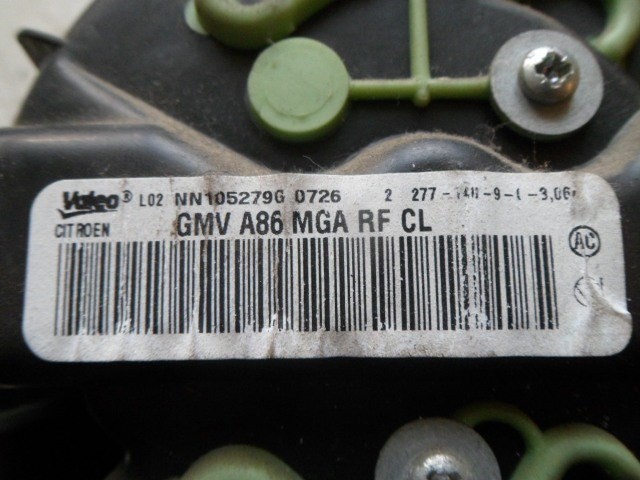 Valeo® L02 NN105279G 0726 2 277
CITROEN GMV A86 MGA RF CL
AC